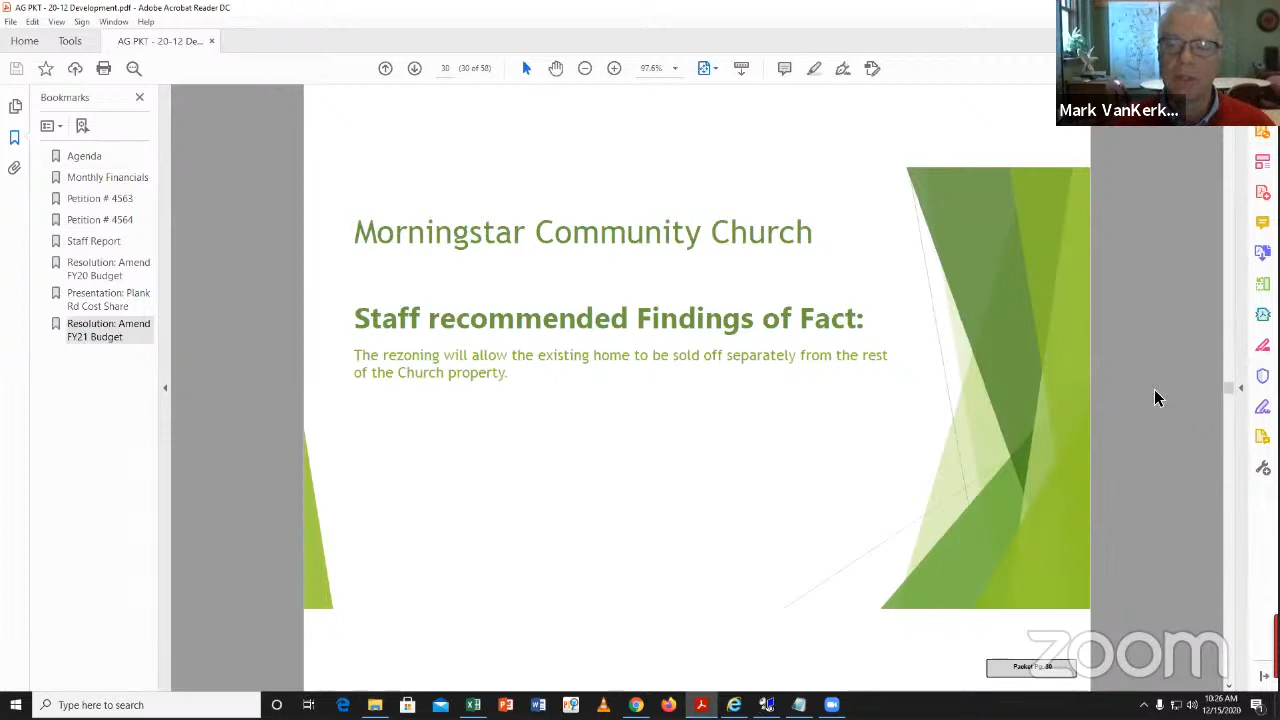 AG PKT - 20-12 Development.pdf - Adobe Acrobat Reader DC
File Edit View Sign Window Help
Home Tools AG PKT - 20-12 De... ×
30 (30 of 58) 97.6%
Bookmarks
Agenda
Monthly Financials
Petition # 4563
Petition # 4564
Staff Report
Resolution: Amend
FY20 Budget
Presentation: Plank
Rd Cost Share
Resolution: Amend
FY21 Budget
Mark VanKerk...
Morningstar Community Church
Staff recommended Findings of Fact:
The rezoning will allow the existing home to be sold off separately from the rest
of the Church property.
Packet Pg. 30
zoom
Type here to search
10:26 AM
12/15/2020